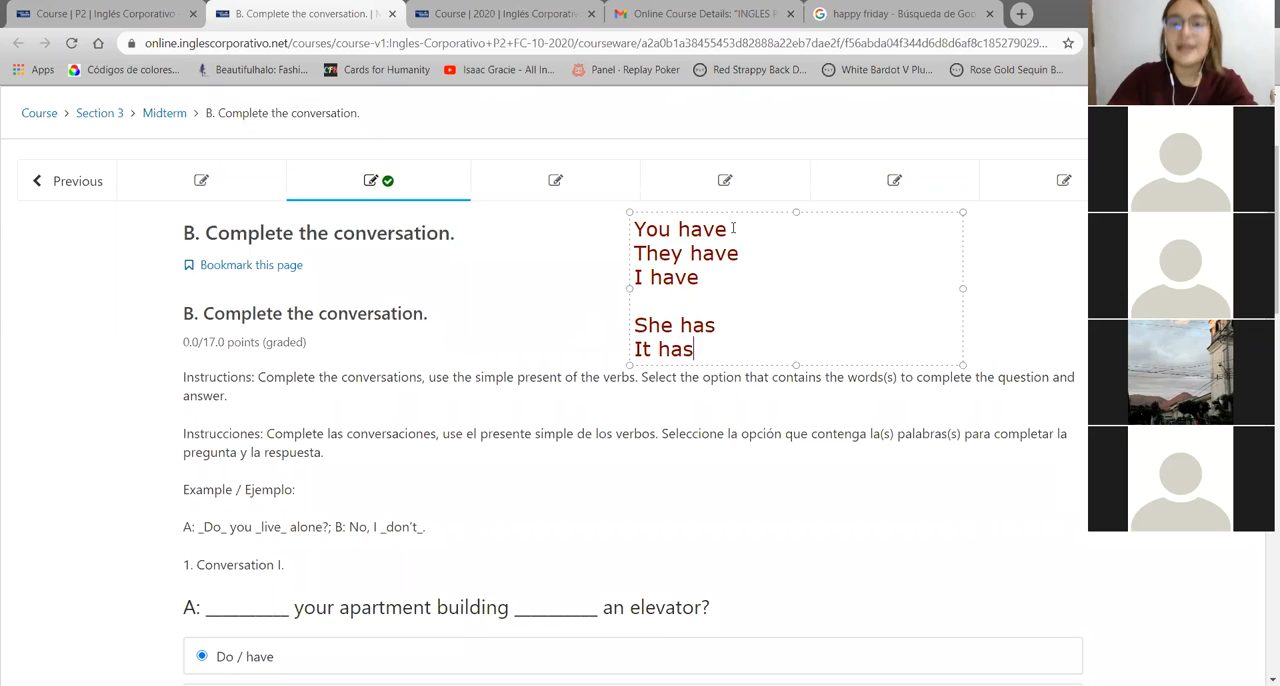 Course | P2 | Inglés Corporativo
B. Complete the conversation. |
Course | 2020 | Inglés Corporativ
Online Course Details: "INGLES P
happy friday - Búsqueda de Goo
online.inglescorporativo.net/courses/course-v1:Ingles-Corporativo+P2+FC-10-2020/courseware/a2a0b1a38455453d82888a22eb7dae2f/f56abda04f344d6d8d6af8c185279029...
Apps
Códigos de colores...
Beautifulhalo: Fashi...
Cards for Humanity
Isaac Gracie - All In...
Panel · Replay Poker
Red Strappy Back D...
White Bardot V Plu...
Rose Gold Sequin B...
Course > Section 3 > Midterm > B. Complete the conversation.
Previous
B. Complete the conversation.
Bookmark this page
You have
They have
I have
She has
It has
B. Complete the conversation.
0.0/17.0 points (graded)
Instructions: Complete the conversations, use the simple present of the verbs. Select the option that contains the words(s) to complete the question and
answer.
Instrucciones: Complete las conversaciones, use el presente simple de los verbos. Seleccione la opción que contenga la(s) palabras(s) para completar la
pregunta y la respuesta.
Example / Ejemplo:
A: _Do_ you _live_ alone?; B: No, I _don't_.
1. Conversation I.
A: __________ your apartment building __________ an elevator?
Do / have